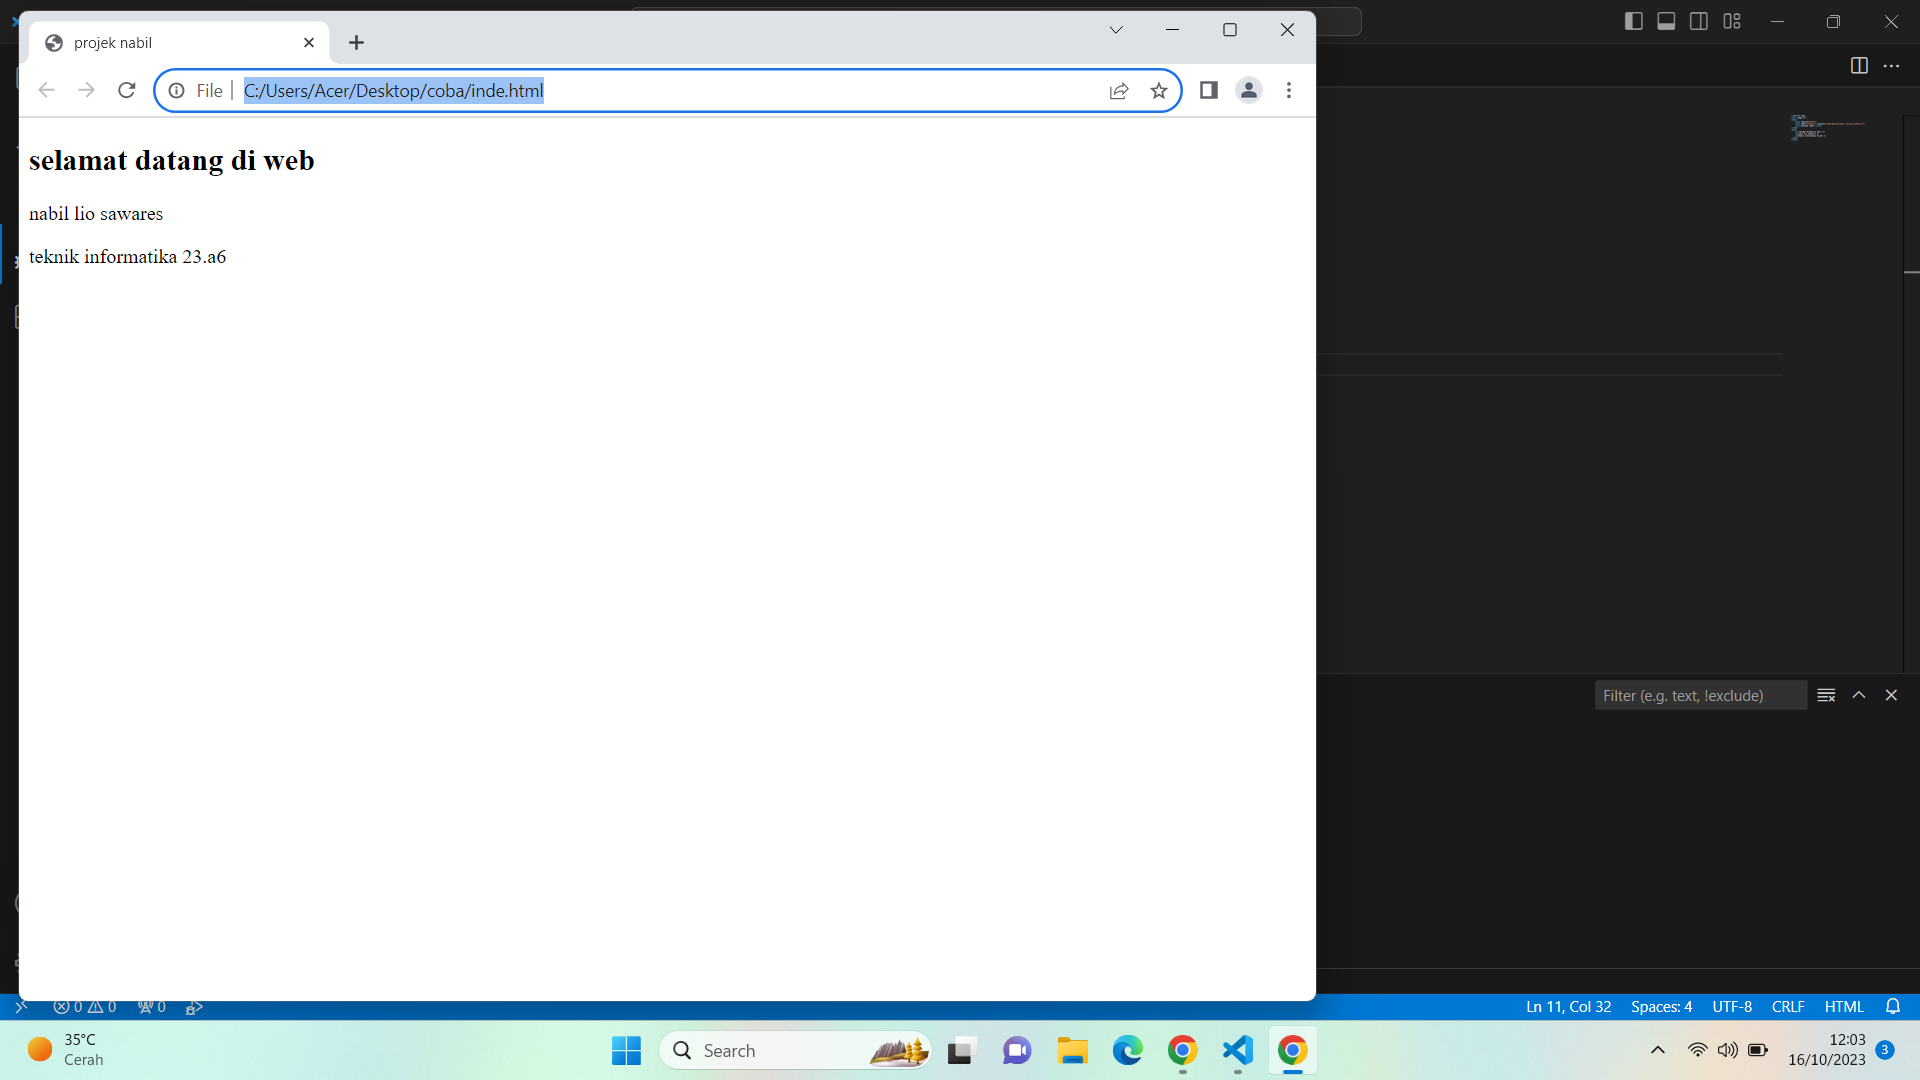 projek nabil
File
C:/Users/Acer/Desktop/coba/inde.html
selamat datang di web
nabil lio sawares
teknik informatika 23.a6
Filter (e.g. text, !exclude)
0 0 0
Ln 11, Col 32 Spaces: 4 UTF-8 CRLF HTML
35°C
Cerah
Search
12:03
16/10/2023
3